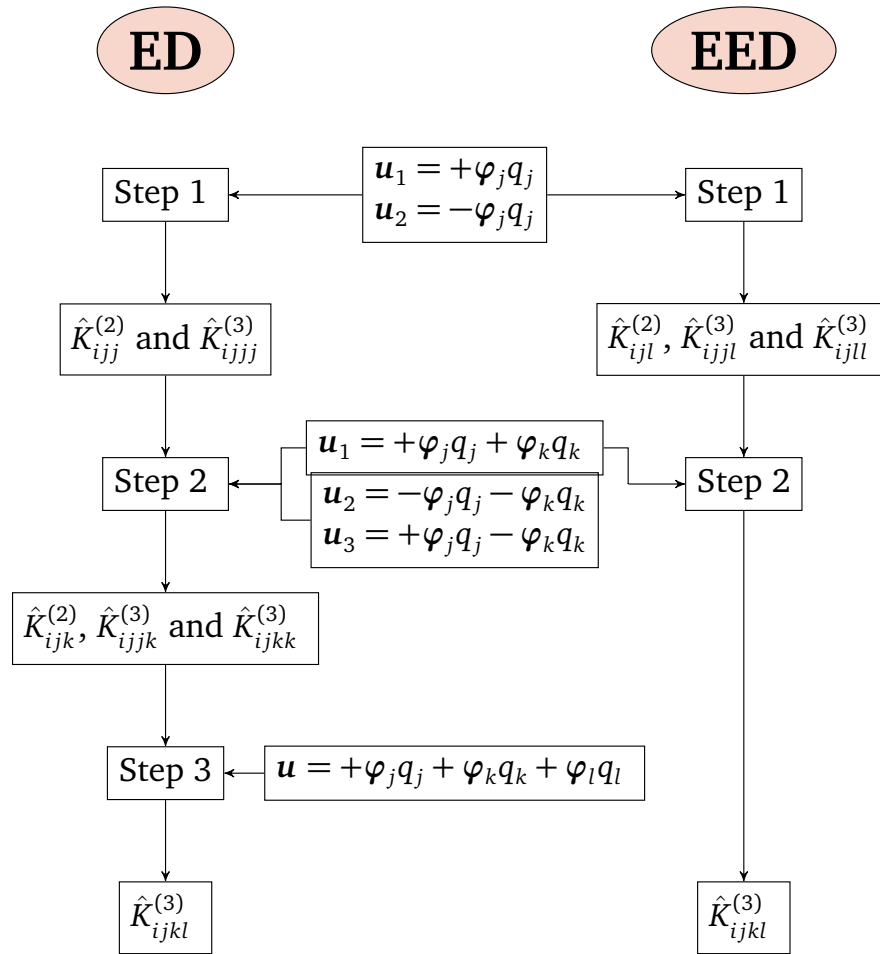 ED
EED
Step 1
𝒖₁ = +𝝋ⱼqⱼ
𝒖₂ = −𝝋ⱼqⱼ
Step 1
K̂^{(2)}_{ijj} and K̂^{(3)}_{ijjj}
K̂^{(2)}_{ijl}, K̂^{(3)}_{ijjl} and K̂^{(3)}_{ijll}
Step 2
𝒖₁ = +𝝋ⱼqⱼ + 𝝋ₖqₖ
𝒖₂ = −𝝋ⱼqⱼ − 𝝋ₖqₖ
𝒖₃ = +𝝋ⱼqⱼ − 𝝋ₖqₖ
Step 2
K̂^{(2)}_{ijk}, K̂^{(3)}_{ijjk} and K̂^{(3)}_{ijkk}
Step 3
𝒖 = +𝝋ⱼqⱼ + 𝝋ₖqₖ + 𝝋ₗqₗ
K̂^{(3)}_{ijkl}
K̂^{(3)}_{ijkl}